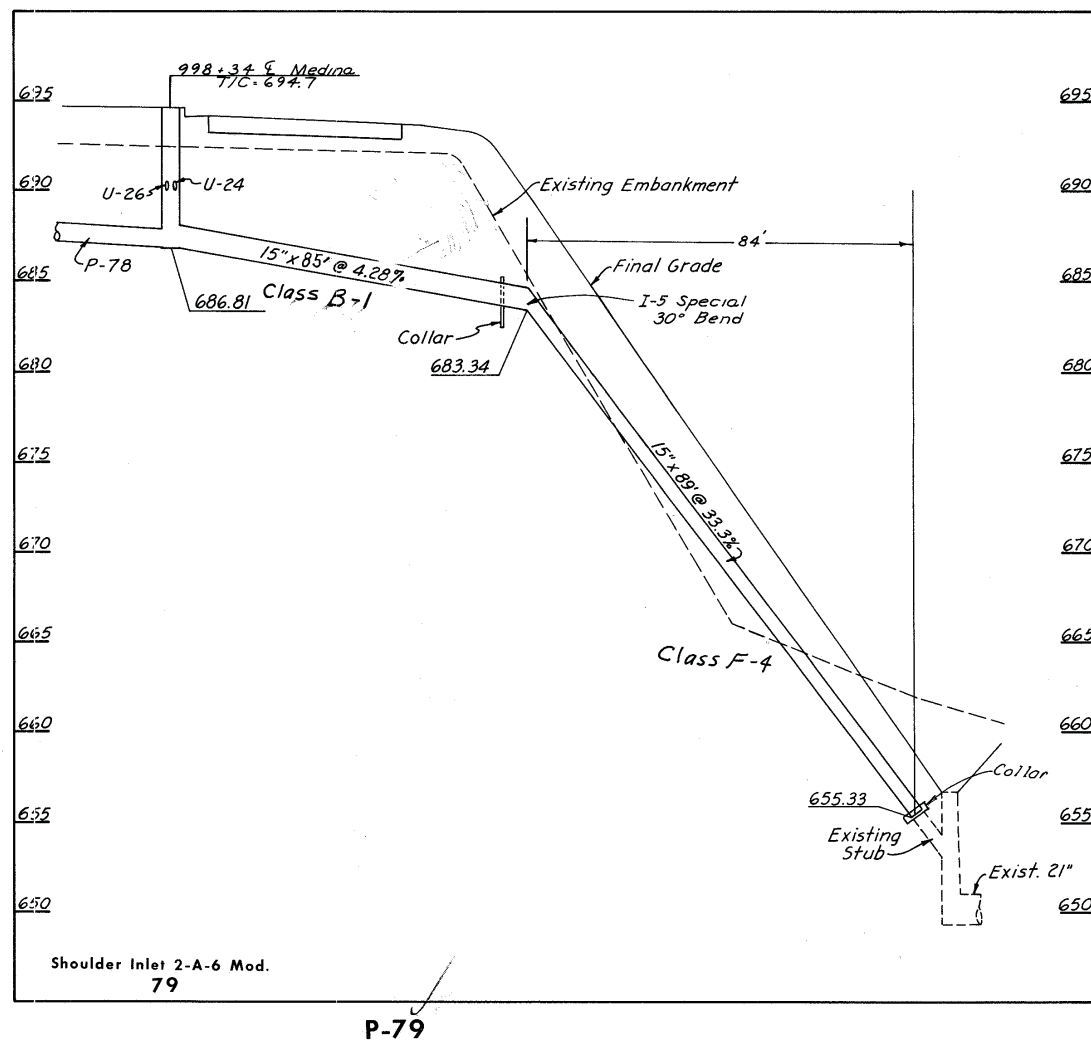 998+34 ℄ Medina
T/C=694.7
695
695
690
690
U-26
U-24
Existing Embankment
84'
P-78
15" x 85' @ 4.28%
Final Grade
685
685
686.81
Class B-1
I-5 Special
30° Bend
Collar
683.34
680
680
675
675
15" x 89' @ 33.3%
670
670
665
665
Class F-4
660
660
Collar
655.33
655
655
Existing
Stub
Exist. 21"
650
650
Shoulder Inlet 2-A-6 Mod.
79
P-79